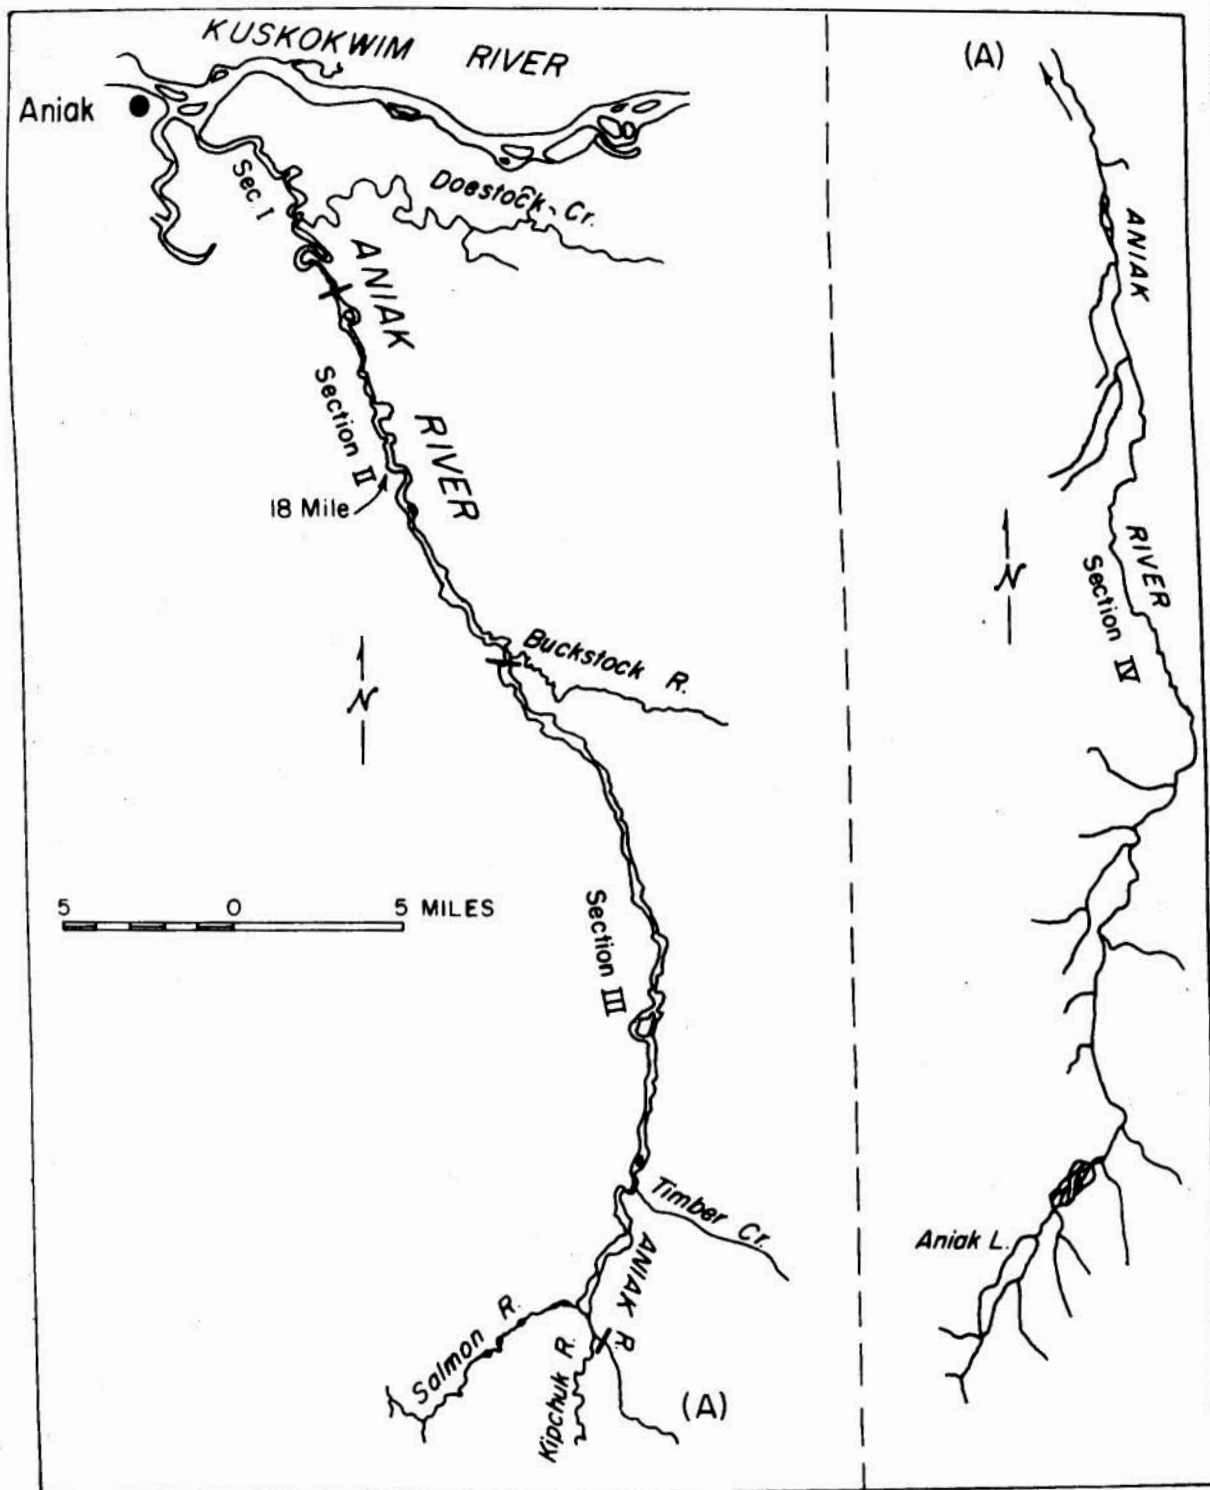 KUSKOKWIM RIVER
(A)
Aniak
Sec. I
Doestock Cr.
ANIAK RIVER
Section II
18 Mile
Buckstock R.
N
5 0 5 MILES
Section III
Timber Cr.
ANIAK R.
Salmon R.
Kipchuk R.
(A)
ANIAK RIVER
N
Section IV
Aniak L.